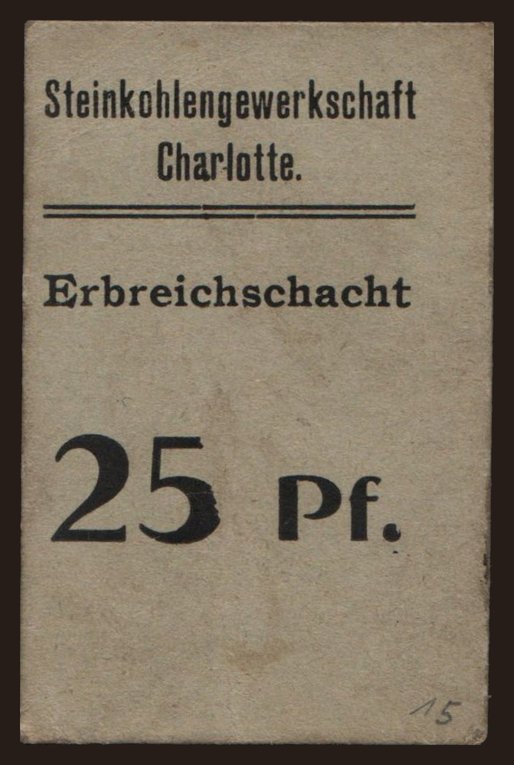 Steinkohlengewerkschaft
Charlotte.
Erbreichschacht
25 Pf.
15